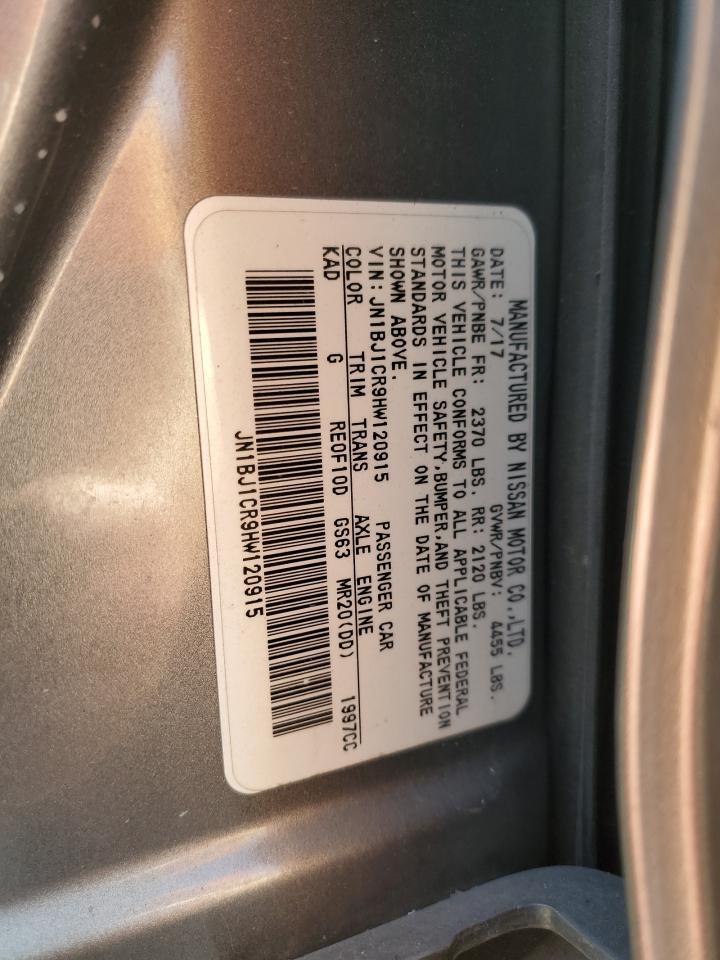 MANUFACTURED BY NISSAN MOTOR CO.,LTD.
DATE: 7/17 GVWR/PNBV: 4455 LBS.
GAWR/PNBE FR: 2370 LBS. RR: 2120 LBS.
THIS VEHICLE CONFORMS TO ALL APPLICABLE FEDERAL
MOTOR VEHICLE SAFETY,BUMPER,AND THEFT PREVENTION
STANDARDS IN EFFECT ON THE DATE OF MANUFACTURE
SHOWN ABOVE.
VIN: JN1BJ1CR9HW120915 PASSENGER CAR
COLOR TRIM TRANS AXLE ENGINE
KAD G RE0F10D GS63 MR20(DD) 1997CC
JN1BJ1CR9HW120915